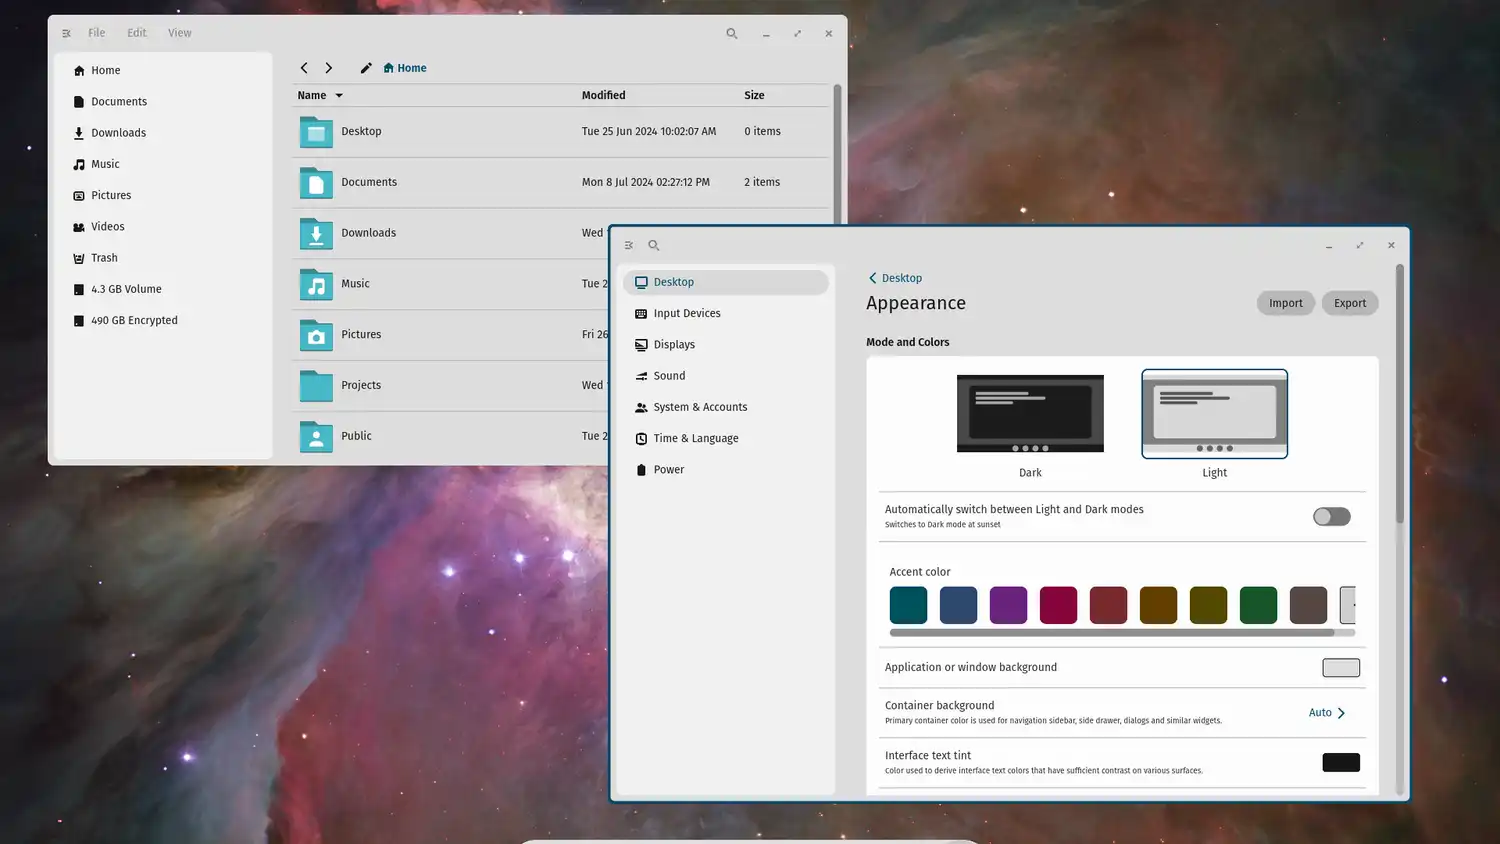 File Edit View
Home
Documents
Downloads
Music
Pictures
Videos
Trash
4.3 GB Volume
490 GB Encrypted
Home
Name Modified Size
Desktop Tue 25 Jun 2024 10:02:07 AM 0 items
Documents Mon 8 Jul 2024 02:27:12 PM 2 items
Downloads Wed
Music Tue 2
Pictures Fri 26
Projects Wed
Public Tue 2
Desktop
Input Devices
Displays
Sound
System & Accounts
Time & Language
Power
Desktop
Appearance Import Export
Mode and Colors
Dark Light
Automatically switch between Light and Dark modes
Switches to Dark mode at sunset
Accent color
Application or window background
Container background
Primary container color is used for navigation sidebar, side drawer, dialogs and similar widgets.
Auto
Interface text tint
Color used to derive interface text colors that have sufficient contrast on various surfaces.